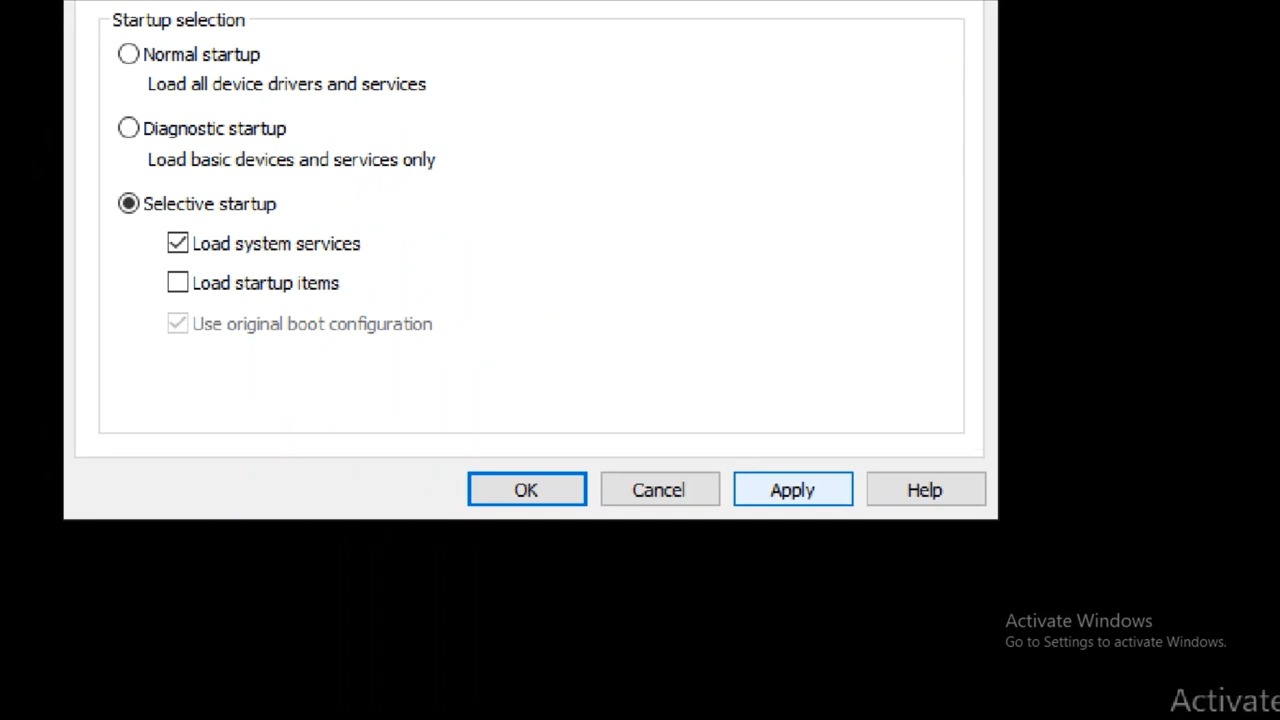 Startup selection
Normal startup
Load all device drivers and services
Diagnostic startup
Load basic devices and services only
Selective startup
Load system services
Load startup items
Use original boot configuration
OK Cancel Apply Help
Activate Windows
Go to Settings to activate Windows.
Activate